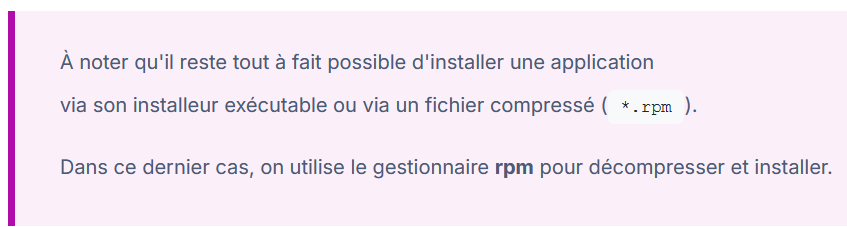 À noter qu'il reste tout à fait possible d'installer une application
via son installeur exécutable ou via un fichier compressé ( *.rpm ).
Dans ce dernier cas, on utilise le gestionnaire rpm pour décompresser et installer.